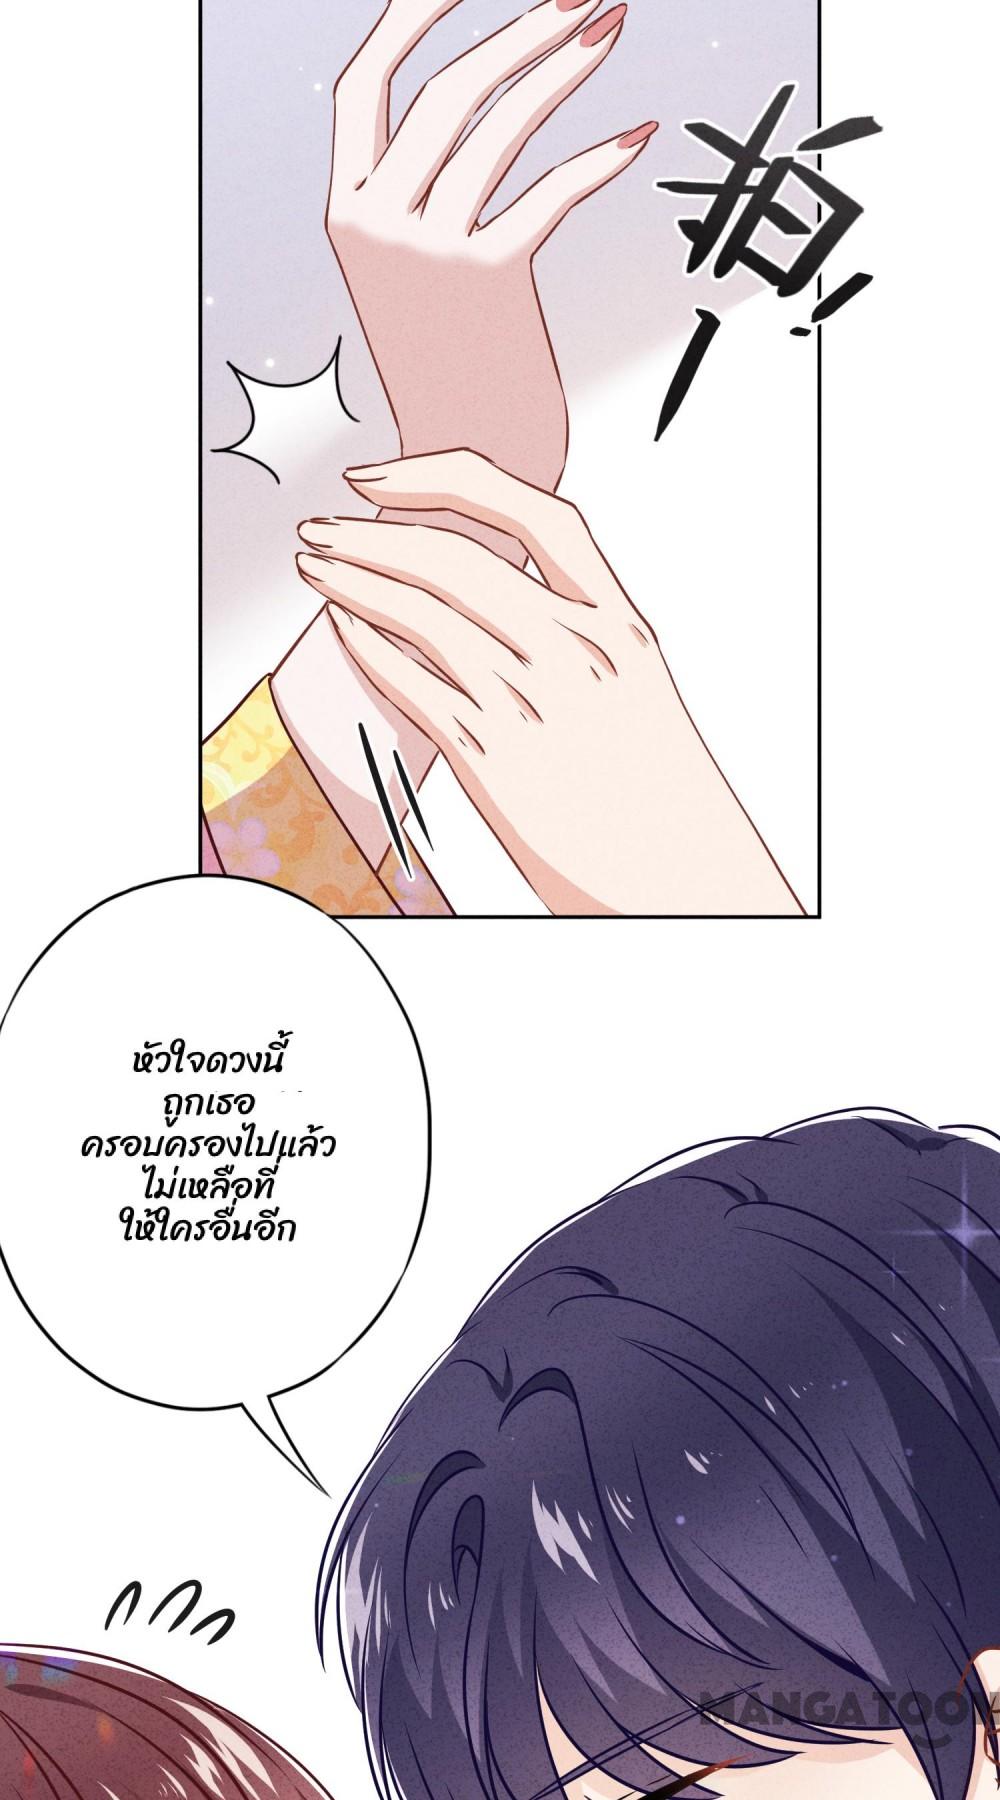 拍!
หัวใจดวงนี้
ถูกเธอ
ครอบครองไปแล้ว
ไม่เหลือที่
ให้ใครอื่นอีก
MANGATOON